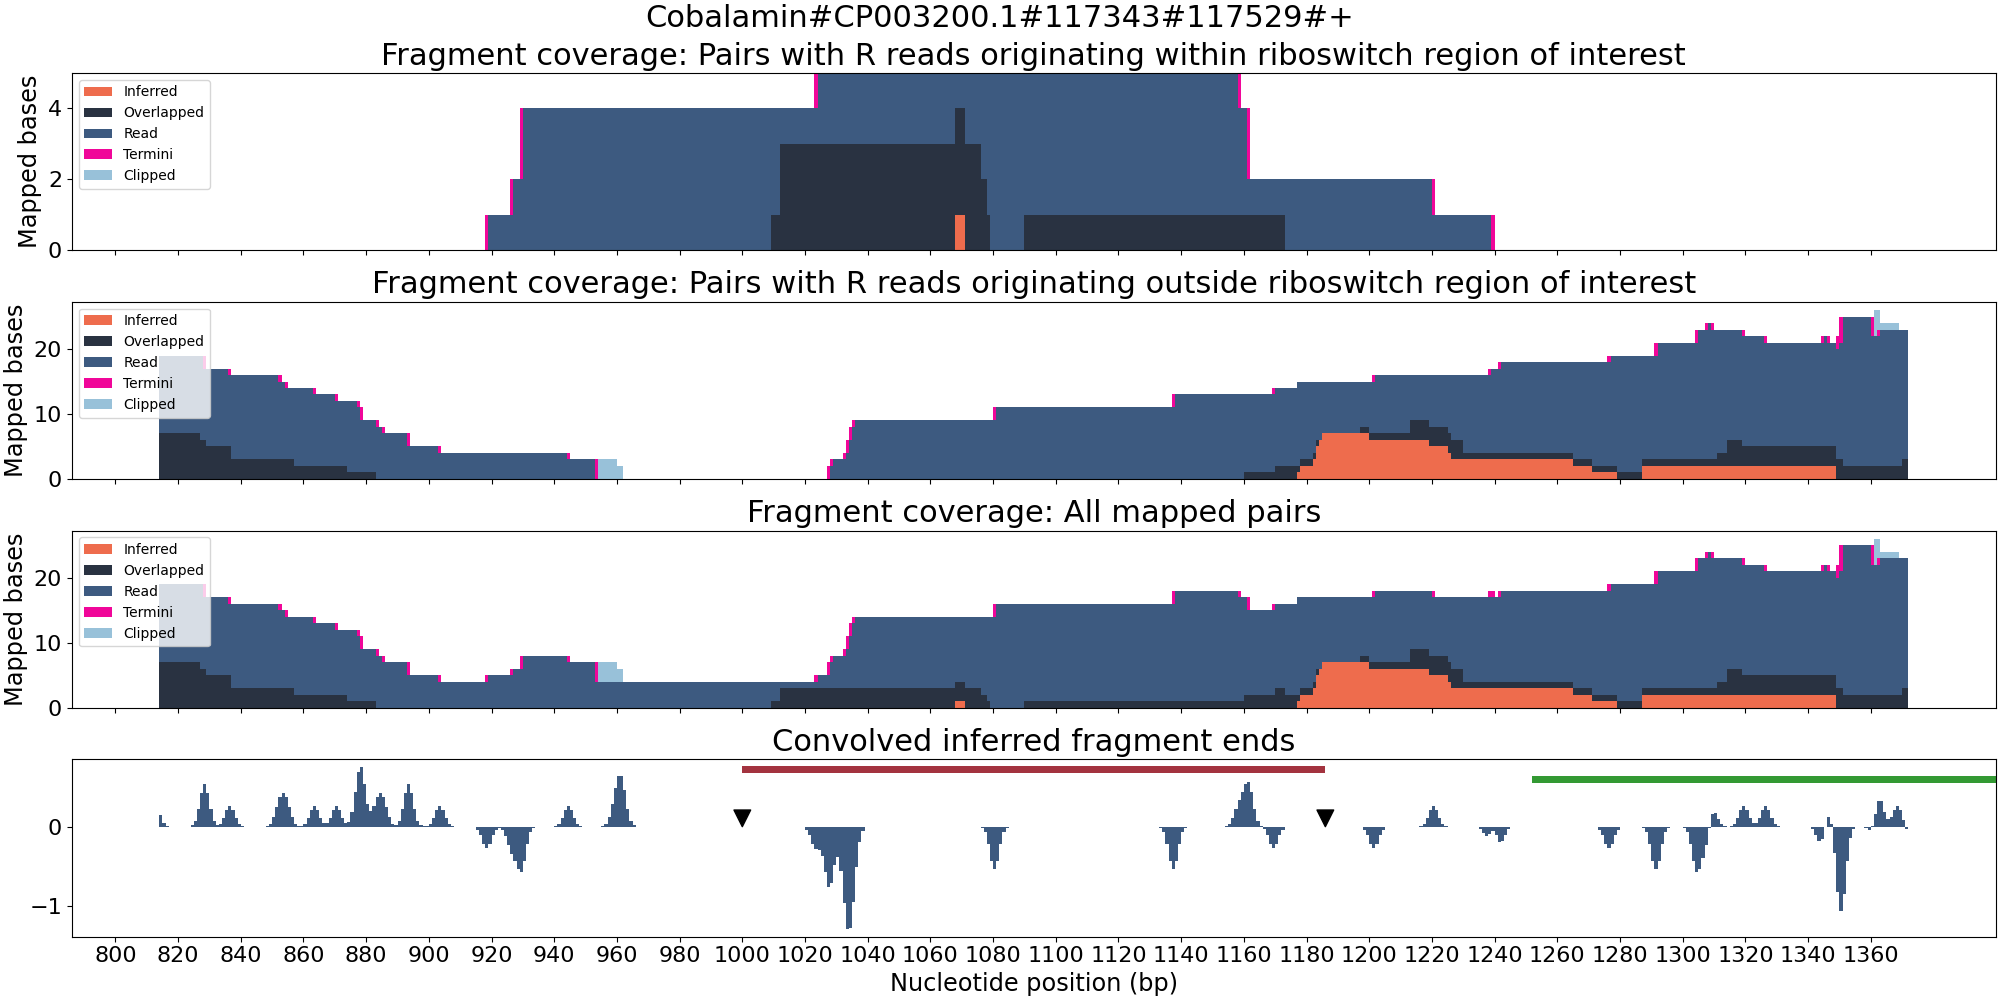 Cobalamin#CP003200.1#117343#117529#+
Fragment coverage: Pairs with R reads originating within riboswitch region of interest
Mapped bases
4
2
0
Inferred
Overlapped
Read
Termini
Clipped
Fragment coverage: Pairs with R reads originating outside riboswitch region of interest
Mapped bases
20
10
0
Inferred
Overlapped
Read
Termini
Clipped
Fragment coverage: All mapped pairs
Mapped bases
20
10
0
Inferred
Overlapped
Read
Termini
Clipped
Convolved inferred fragment ends
0
−1
800 820 840 860 880 900 920 940 960 980 1000 1020 1040 1060 1080 1100 1120 1140 1160 1180 1200 1220 1240 1260 1280 1300 1320 1340 1360
Nucleotide position (bp)